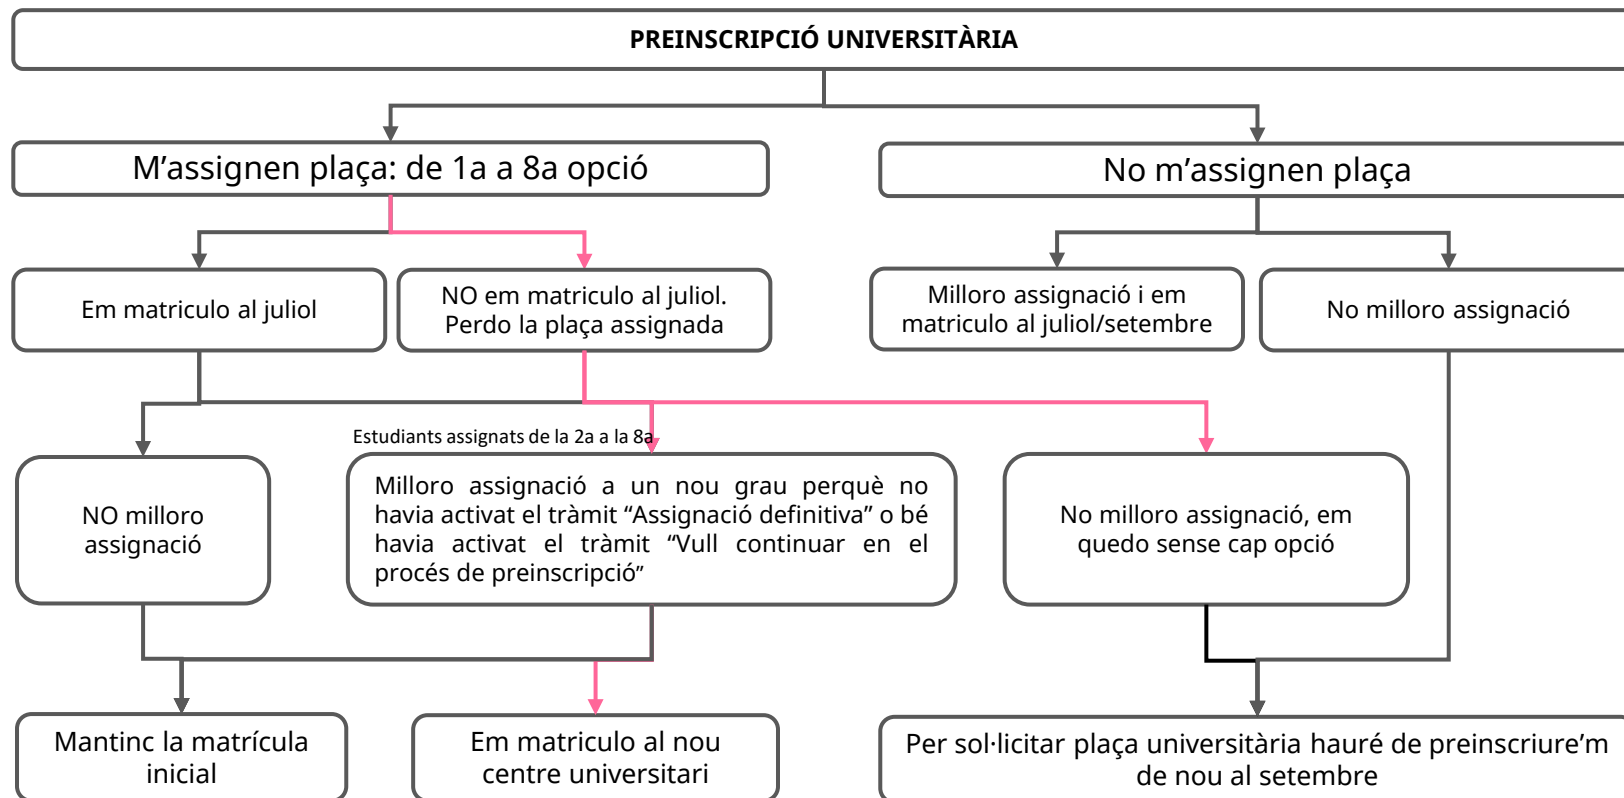 PREINSCRIPCIÓ UNIVERSITÀRIA
M’assignen plaça: de 1a a 8a opció
No m’assignen plaça
Em matriculo al juliol
NO em matriculo al juliol.
Perdo la plaça assignada
Milloro assignació i em
matriculo al juliol/setembre
No milloro assignació
Estudiants assignats de la 2a a la 8a
NO milloro
assignació
Milloro assignació a un nou grau perquè no
havia activat el tràmit “Assignació definitiva” o bé
havia activat el tràmit “Vull continuar en el
procés de preinscripció”
No milloro assignació, em
quedo sense cap opció
Mantinc la matrícula
inicial
Em matriculo al nou
centre universitari
Per sol·licitar plaça universitària hauré de preinscriure’m
de nou al setembre